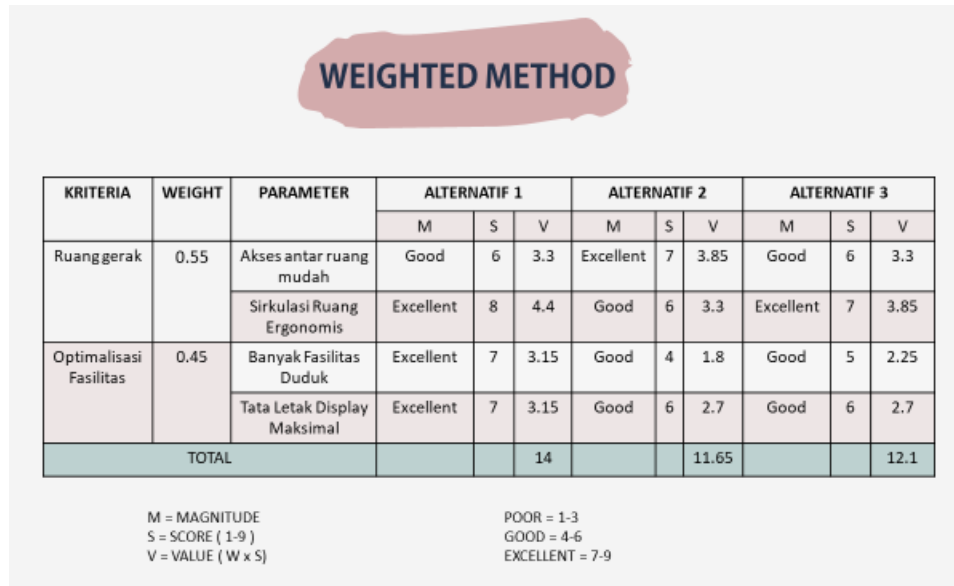 WEIGHTED METHOD
KRITERIA WEIGHT PARAMETER ALTERNATIF 1 ALTERNATIF 2 ALTERNATIF 3
M S V M S V M S V
Ruang gerak 0.55 Akses antar ruang Good 6 3.3 Excellent 7 3.85 Good 6 3.3
mudah
Sirkulasi Ruang Excellent 8 4.4 Good 6 3.3 Excellent 7 3.85
Ergonomis
Optimalisasi 0.45 Banyak Fasilitas Excellent 7 3.15 Good 4 1.8 Good 5 2.25
Fasilitas Duduk
Tata Letak Display Excellent 7 3.15 Good 6 2.7 Good 6 2.7
Maksimal
TOTAL 14 11.65 12.1
M = MAGNITUDE POOR = 1-3
S = SCORE ( 1-9 ) GOOD = 4-6
V = VALUE ( W x S) EXCELLENT = 7-9